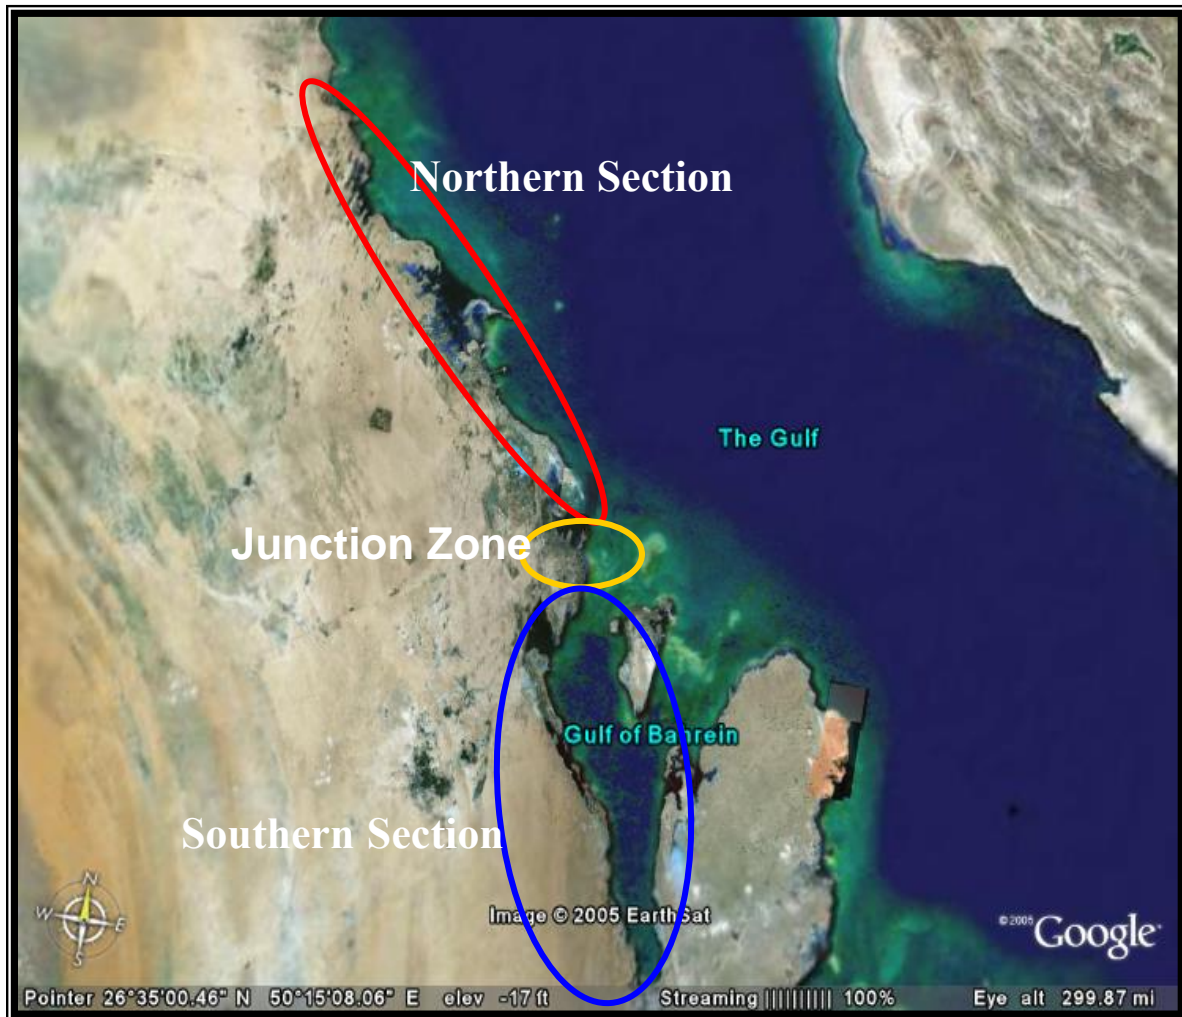 Northern Section
The Gulf
Junction Zone
Gulf of Bahrein
Southern Section
N
W
E
S
Image © 2005 EarthSat
© 2005 Google
Pointer 26°35'00.46" N 50°15'08.06" E elev -17 ft Streaming |||||||||| 100% Eye alt 299.87 mi